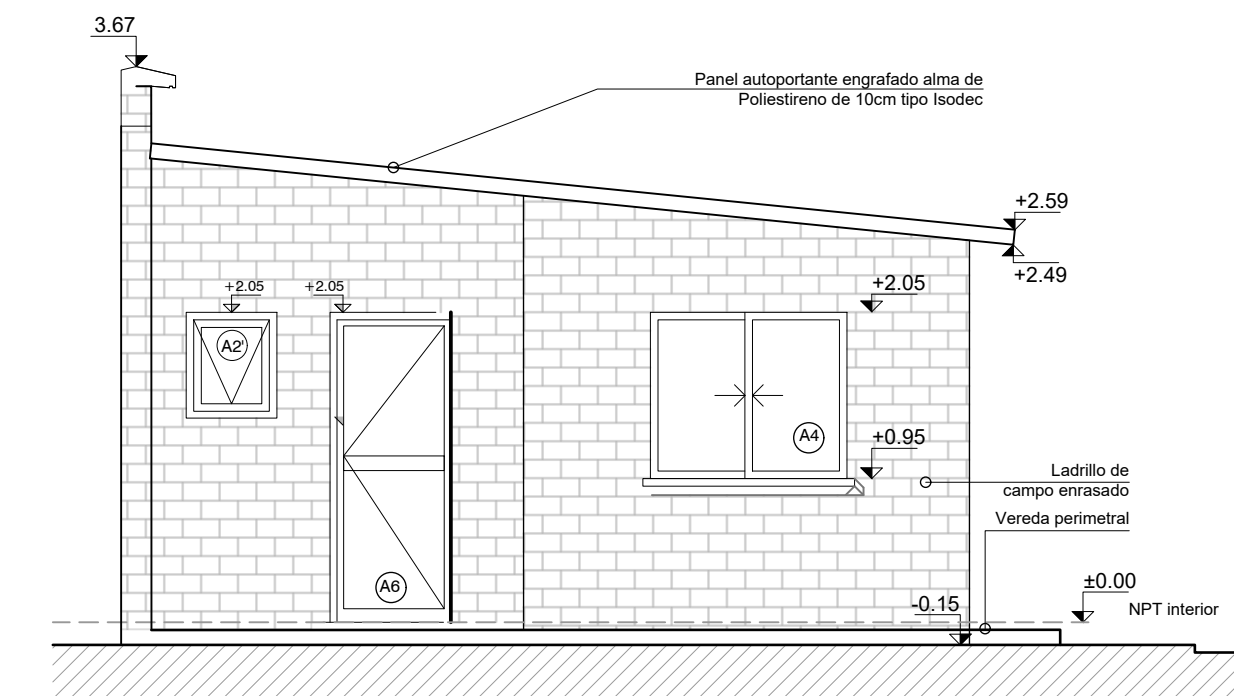 3.67
Panel autoportante engrafado alma de
Poliestireno de 10cm tipo Isodec
+2.59
+2.49
+2.05
+2.05
+2.05
A2'
A4
+0.95
Ladrillo de
campo enrasado
Vereda perimetral
A6
-0.15
±0.00
NPT interior